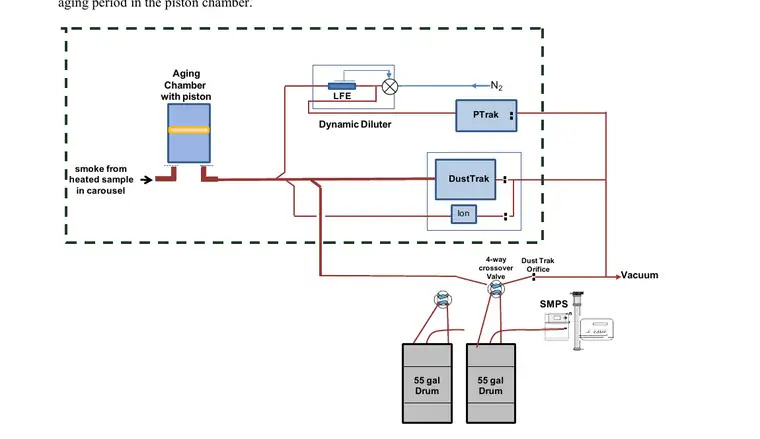 aging period in the piston chamber.
Aging
Chamber
with piston
LFE
N2
Dynamic Diluter
PTrak
smoke from
heated sample
in carousel
DustTrak
Ion
4-way
crossover
Valve
Dust Trak
Orifice
Vacuum
SMPS
55 gal
Drum
55 gal
Drum